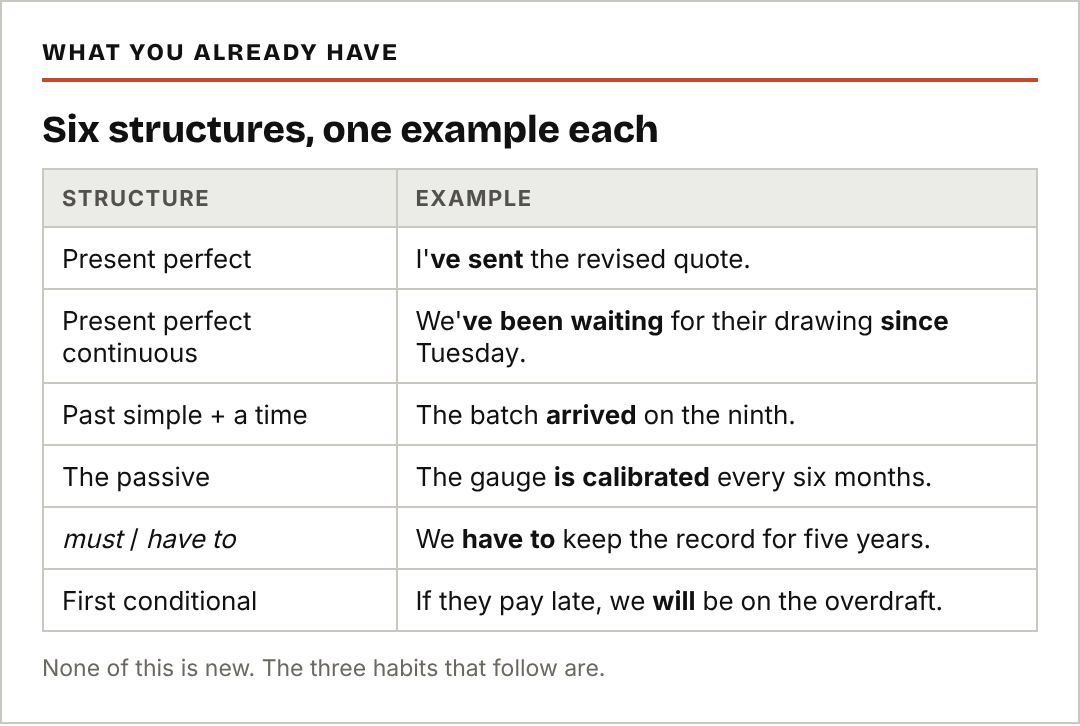 WHAT YOU ALREADY HAVE
Six structures, one example each
STRUCTURE EXAMPLE
Present perfect I've sent the revised quote.
Present perfect continuous We've been waiting for their drawing since Tuesday.
Past simple + a time The batch arrived on the ninth.
The passive The gauge is calibrated every six months.
must / have to We have to keep the record for five years.
First conditional If they pay late, we will be on the overdraft.
None of this is new. The three habits that follow are.